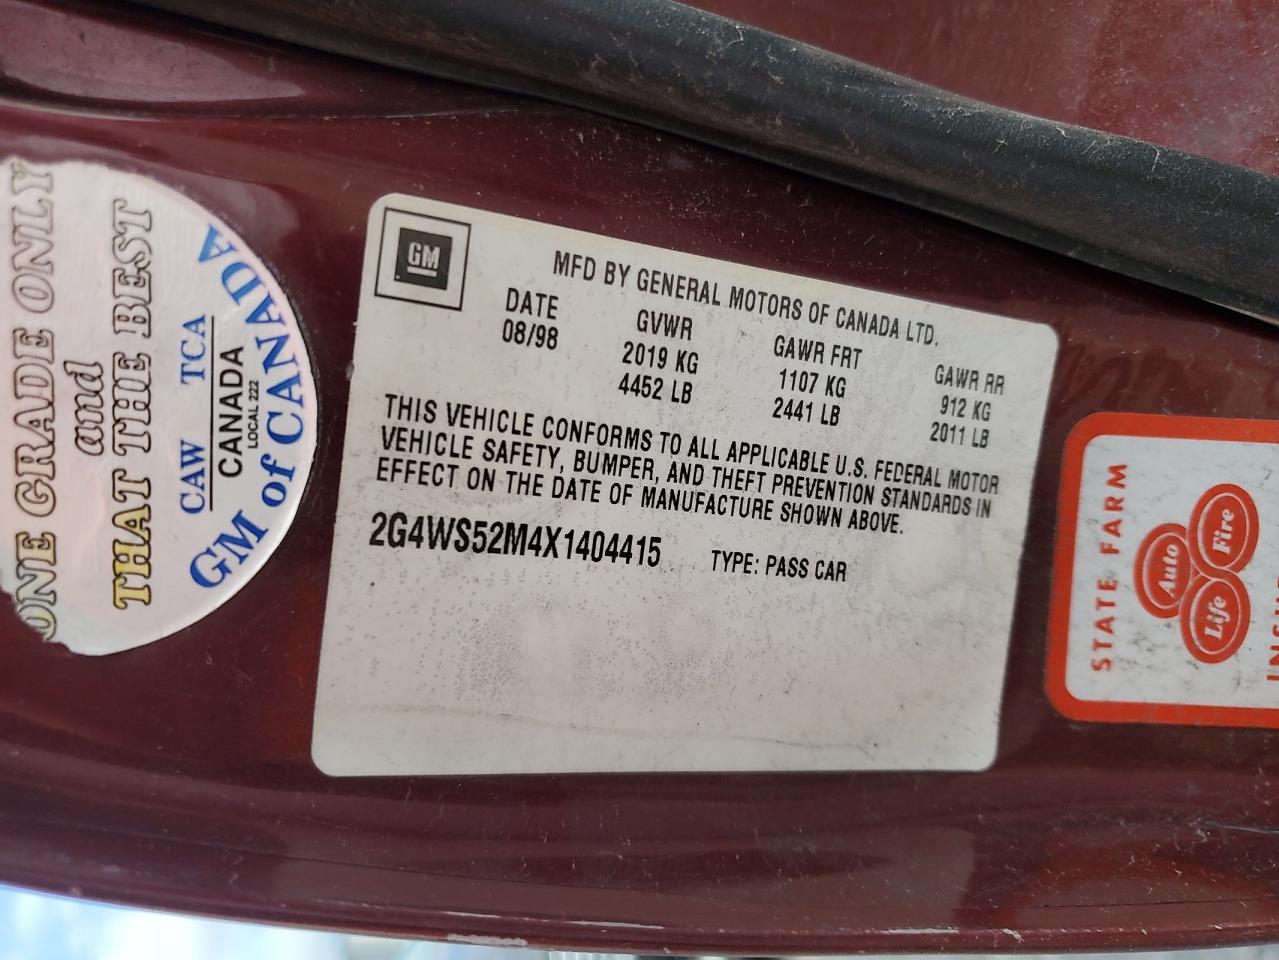 ONE GRADE ONLY
and
THAT THE BEST
CAW TCA
CANADA
LOCAL 222
GM of CANADA
GM
MFD BY GENERAL MOTORS OF CANADA LTD.
DATE GVWR GAWR FRT GAWR RR
08/98 2019 KG 1107 KG 912 KG
4452 LB 2441 LB 2011 LB
THIS VEHICLE CONFORMS TO ALL APPLICABLE U.S. FEDERAL MOTOR
VEHICLE SAFETY, BUMPER, AND THEFT PREVENTION STANDARDS IN
EFFECT ON THE DATE OF MANUFACTURE SHOWN ABOVE.
2G4WS52M4X1404415 TYPE: PASS CAR
STATE FARM
Auto
Life
Fire